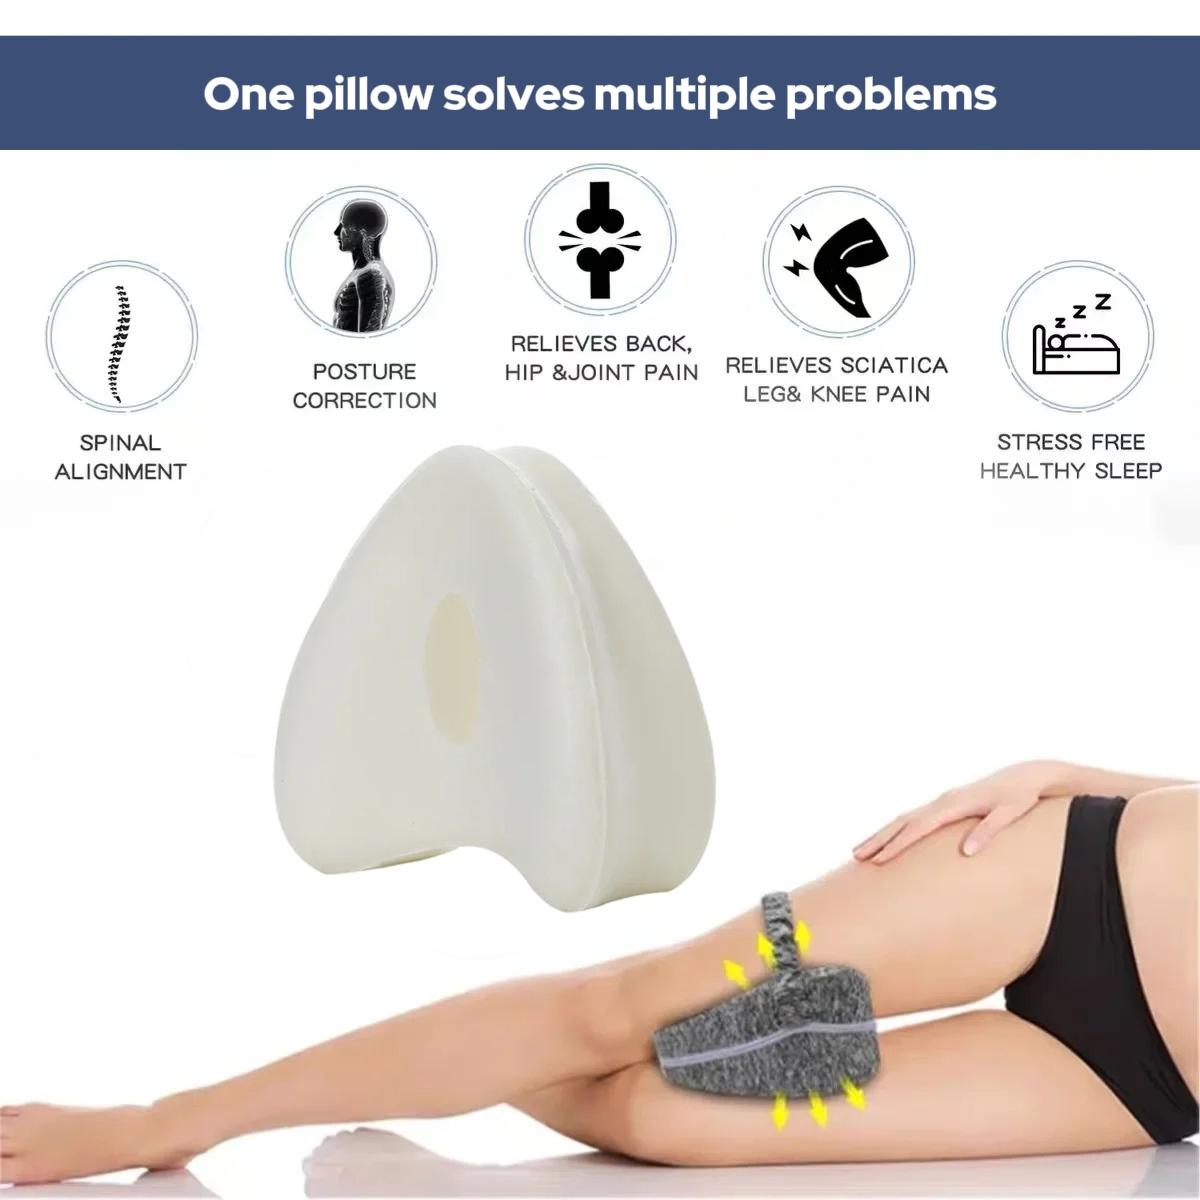 One pillow solves multiple problems
SPINAL
ALIGNMENT
POSTURE
CORRECTION
RELIEVES BACK,
HIP &JOINT PAIN
RELIEVES SCIATICA
LEG& KNEE PAIN
Z Z Z
STRESS FREE
HEALTHY SLEEP